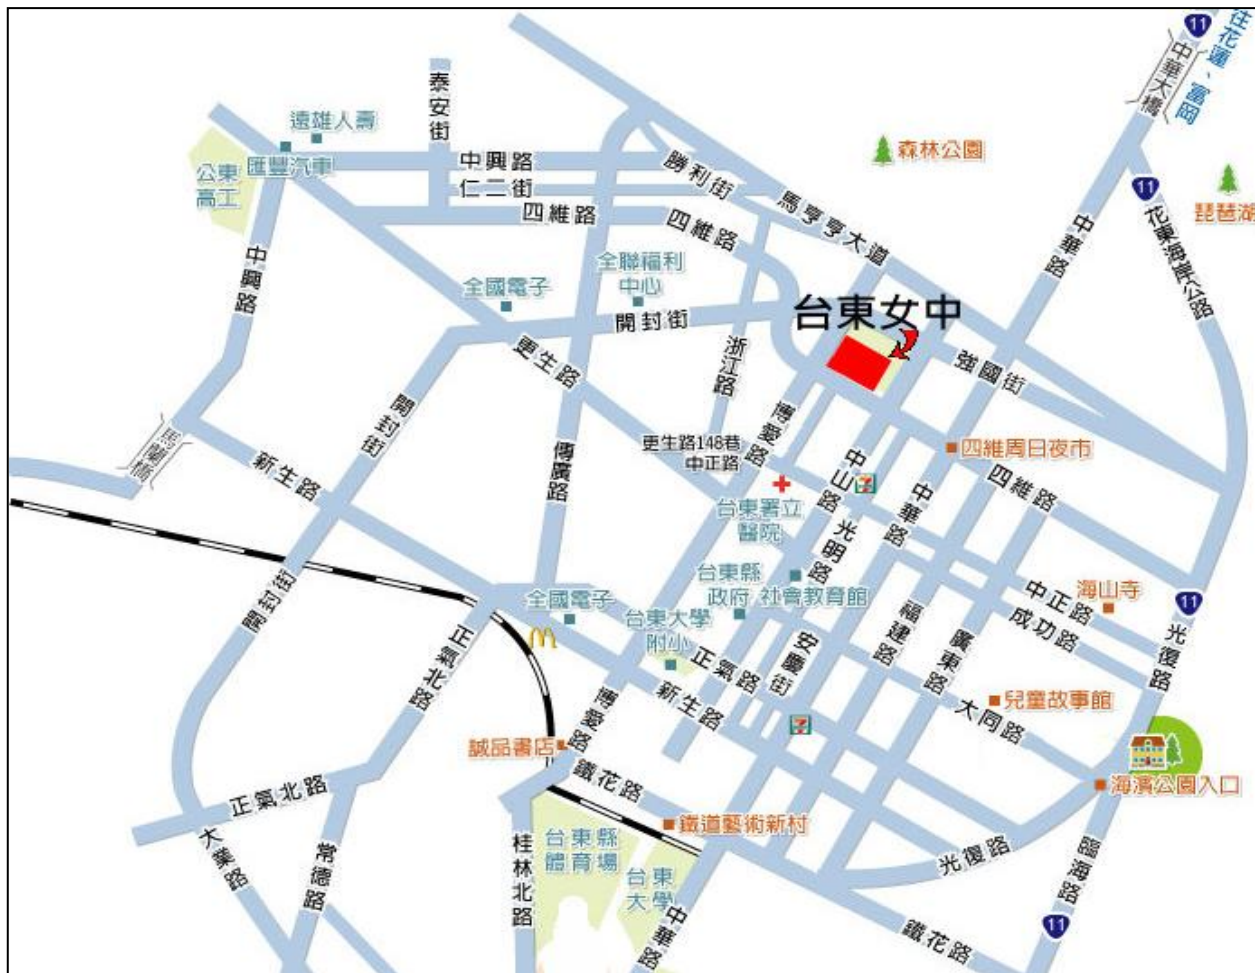 11
往花蓮、富岡
中華大橋
泰安街
遠雄人壽
匯豐汽車
公東
高工
中興路
仁二街
四維路
勝利街
四維路
馬亨亨大道
森林公園
11
琵琶湖
花東海岸公路
中華路
中興路
全國電子
全聯福利
中心
開封街
台東女中
浙江路
強國街
更生路
開封街
博愛路
四維周日夜市
更生路148巷
中正路
馬蘭橋
新生路
傳廣路
中山路
7
中華路
四維路
台東署立
醫院
光明路
台東縣
政府
社會教育館
海山寺
中正路
成功路
11
開封街
正氣北路
全國電子
台東大學
附小
正氣路
安慶街
福建路
廣東路
光復路
新生路
兒童故事館
大同路
博愛路
7
誠品書店
鐵花路
海濱公園入口
正氣北路
鐵道藝術新村
大業路
常德路
桂林北路
台東縣
體育場
台東
大學
光復路
臨海路
中華路
鐵花路
11